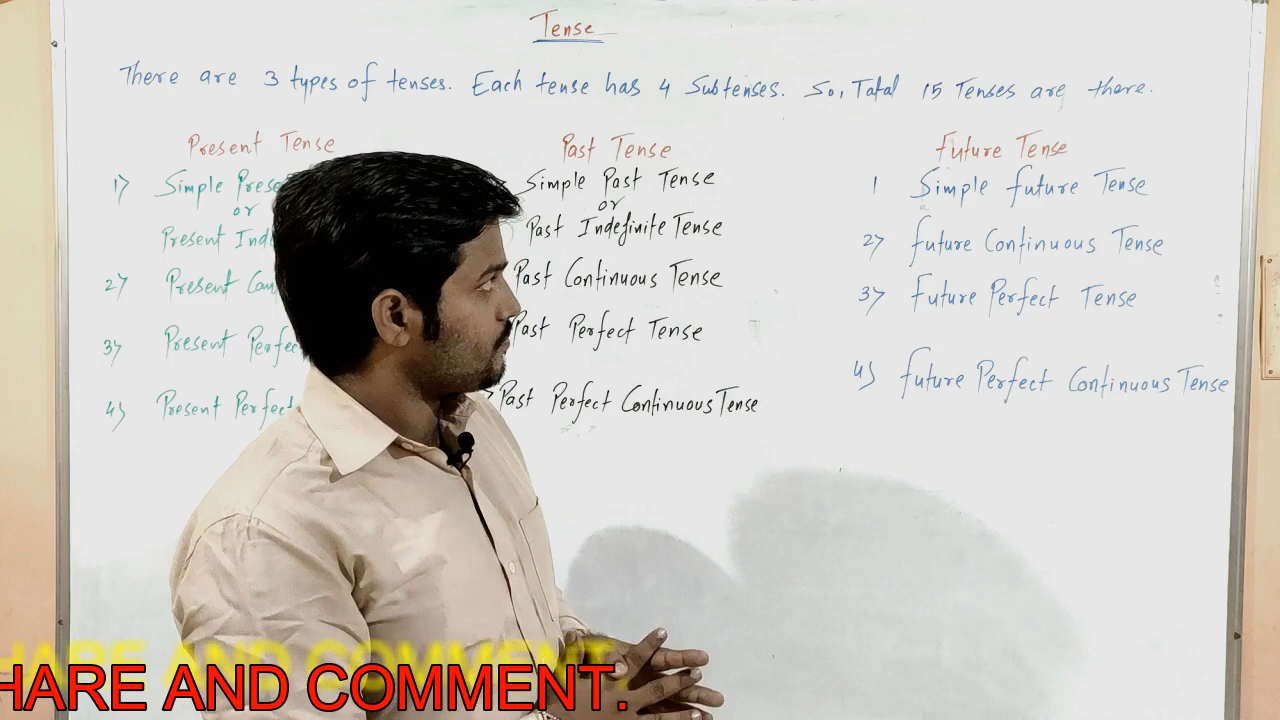 Tense
There are 3 types of tenses. Each tense has 4 Subtenses. So, Total 15 Tenses are there.
Present Tense
1) Simple Prese
or
Present Inde
2) Present Con
3) Present Perfec
4) Present Perfect
Past Tense
Simple Past Tense
or
Past Indefinite Tense
Past Continuous Tense
Past Perfect Tense
Past Perfect Continuous Tense
Future Tense
1 Simple future Tense
2) future Continuous Tense
3) Future Perfect Tense
4) future Perfect Continuous Tense
HARE AND COMMENT.